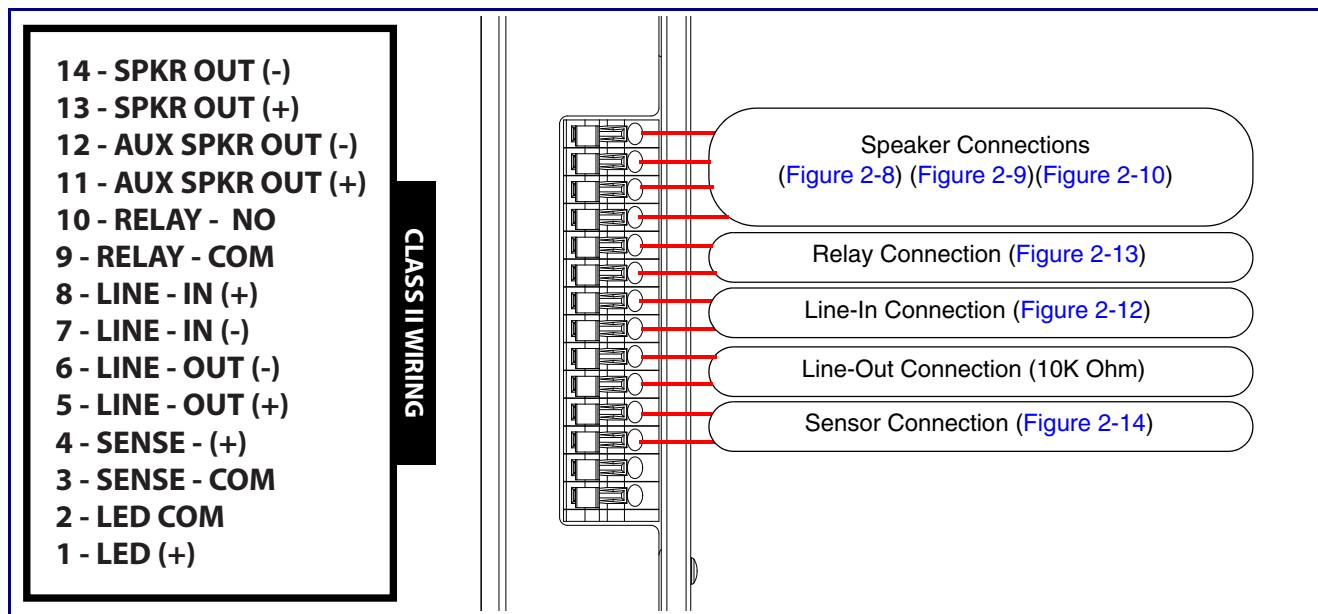 14 - SPKR OUT (-)
13 - SPKR OUT (+)
12 - AUX SPKR OUT (-)
11 - AUX SPKR OUT (+)
10 - RELAY - NO
9 - RELAY - COM
8 - LINE - IN (+)
7 - LINE - IN (-)
6 - LINE - OUT (-)
5 - LINE - OUT (+)
4 - SENSE - (+)
3 - SENSE - COM
2 - LED COM
1 - LED (+)
CLASS II WIRING
Speaker Connections
(Figure 2-8) (Figure 2-9)(Figure 2-10)
Relay Connection (Figure 2-13)
Line-In Connection (Figure 2-12)
Line-Out Connection (10K Ohm)
Sensor Connection (Figure 2-14)